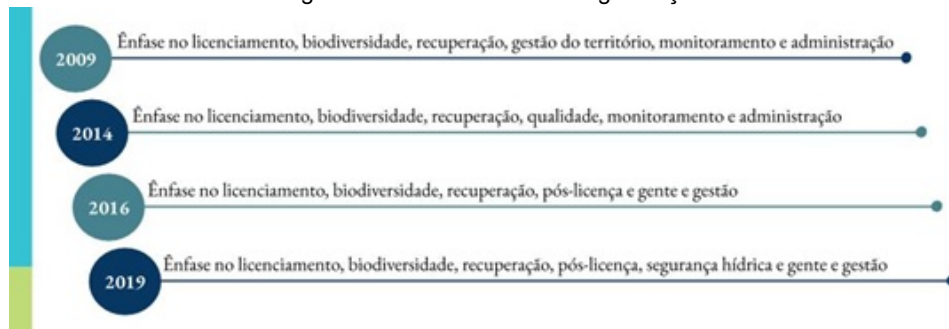 2009
Ênfase no licenciamento, biodiversidade, recuperação, gestão do território, monitoramento e administração
2014
Ênfase no licenciamento, biodiversidade, recuperação, qualidade, monitoramento e administração
2016
Ênfase no licenciamento, biodiversidade, recuperação, pós-licença e gente e gestão
2019
Ênfase no licenciamento, biodiversidade, recuperação, pós-licença, segurança hídrica e gente e gestão